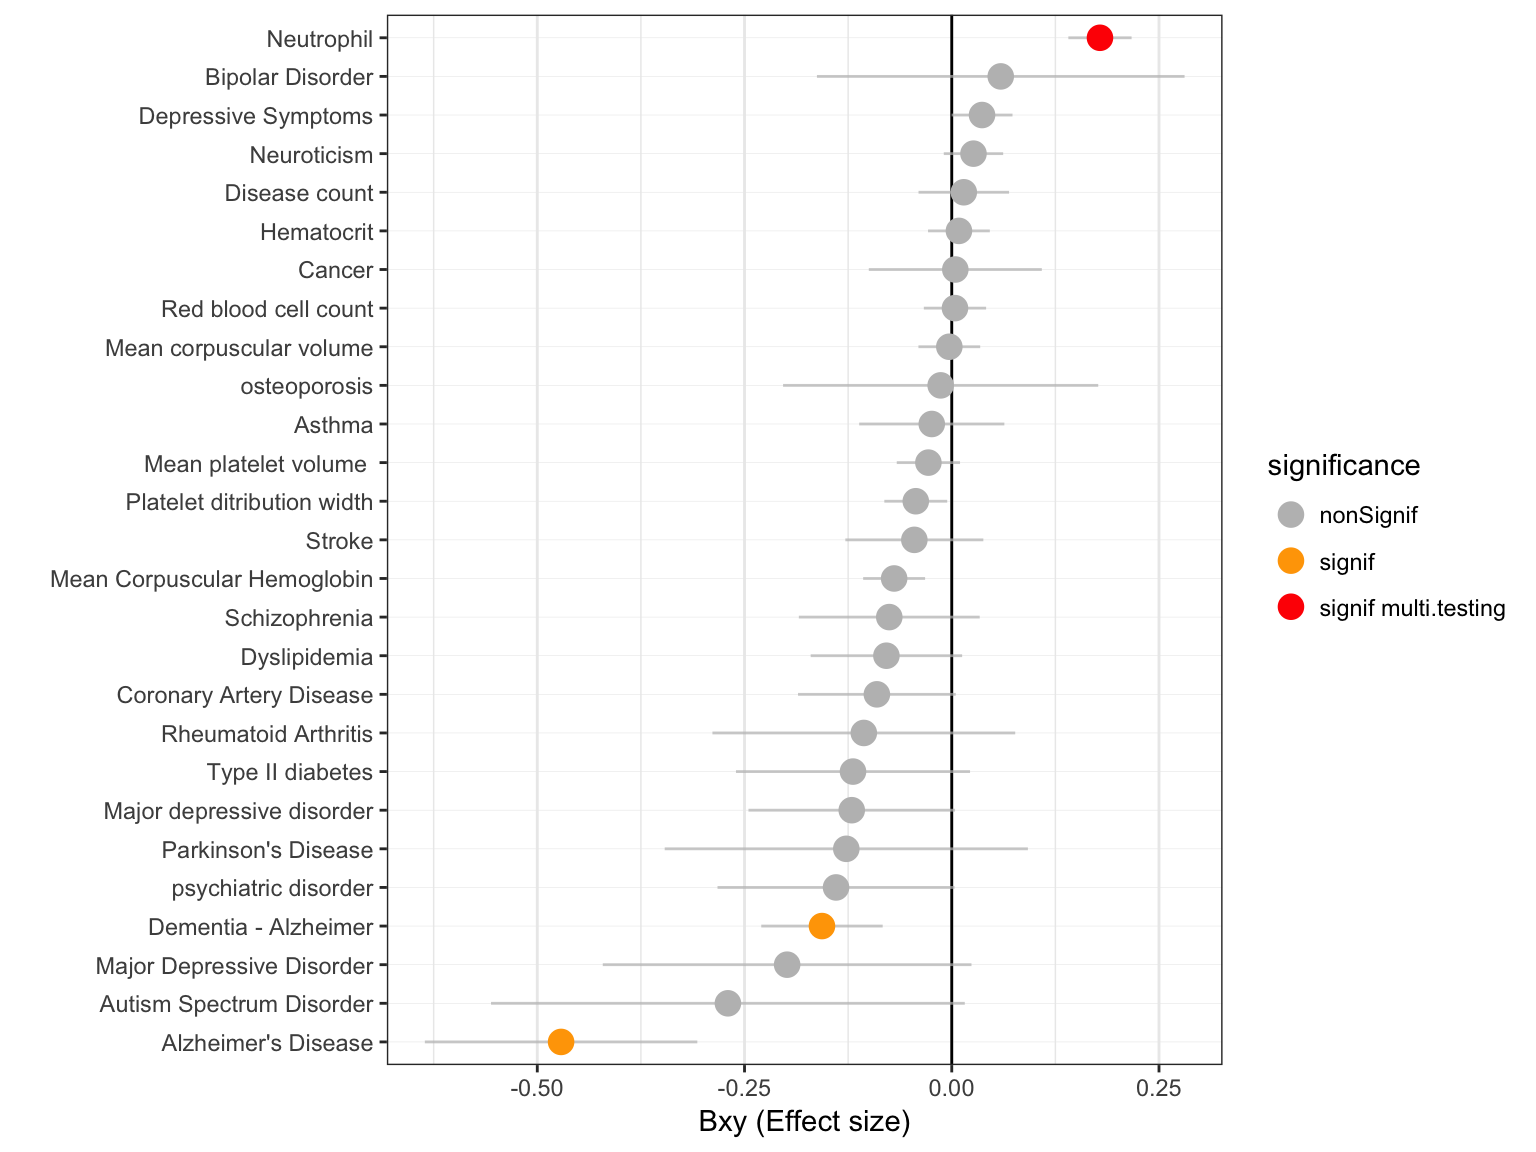 Neutrophil
Bipolar Disorder
Depressive Symptoms
Neuroticism
Disease count
Hematocrit
Cancer
Red blood cell count
Mean corpuscular volume
osteoporosis
Asthma
Mean platelet volume
Platelet ditribution width
Stroke
Mean Corpuscular Hemoglobin
Schizophrenia
Dyslipidemia
Coronary Artery Disease
Rheumatoid Arthritis
Type II diabetes
Major depressive disorder
Parkinson's Disease
psychiatric disorder
Dementia - Alzheimer
Major Depressive Disorder
Autism Spectrum Disorder
Alzheimer's Disease
-0.50 -0.25 0.00 0.25
Bxy (Effect size)
significance
nonSignif
signif
signif multi.testing